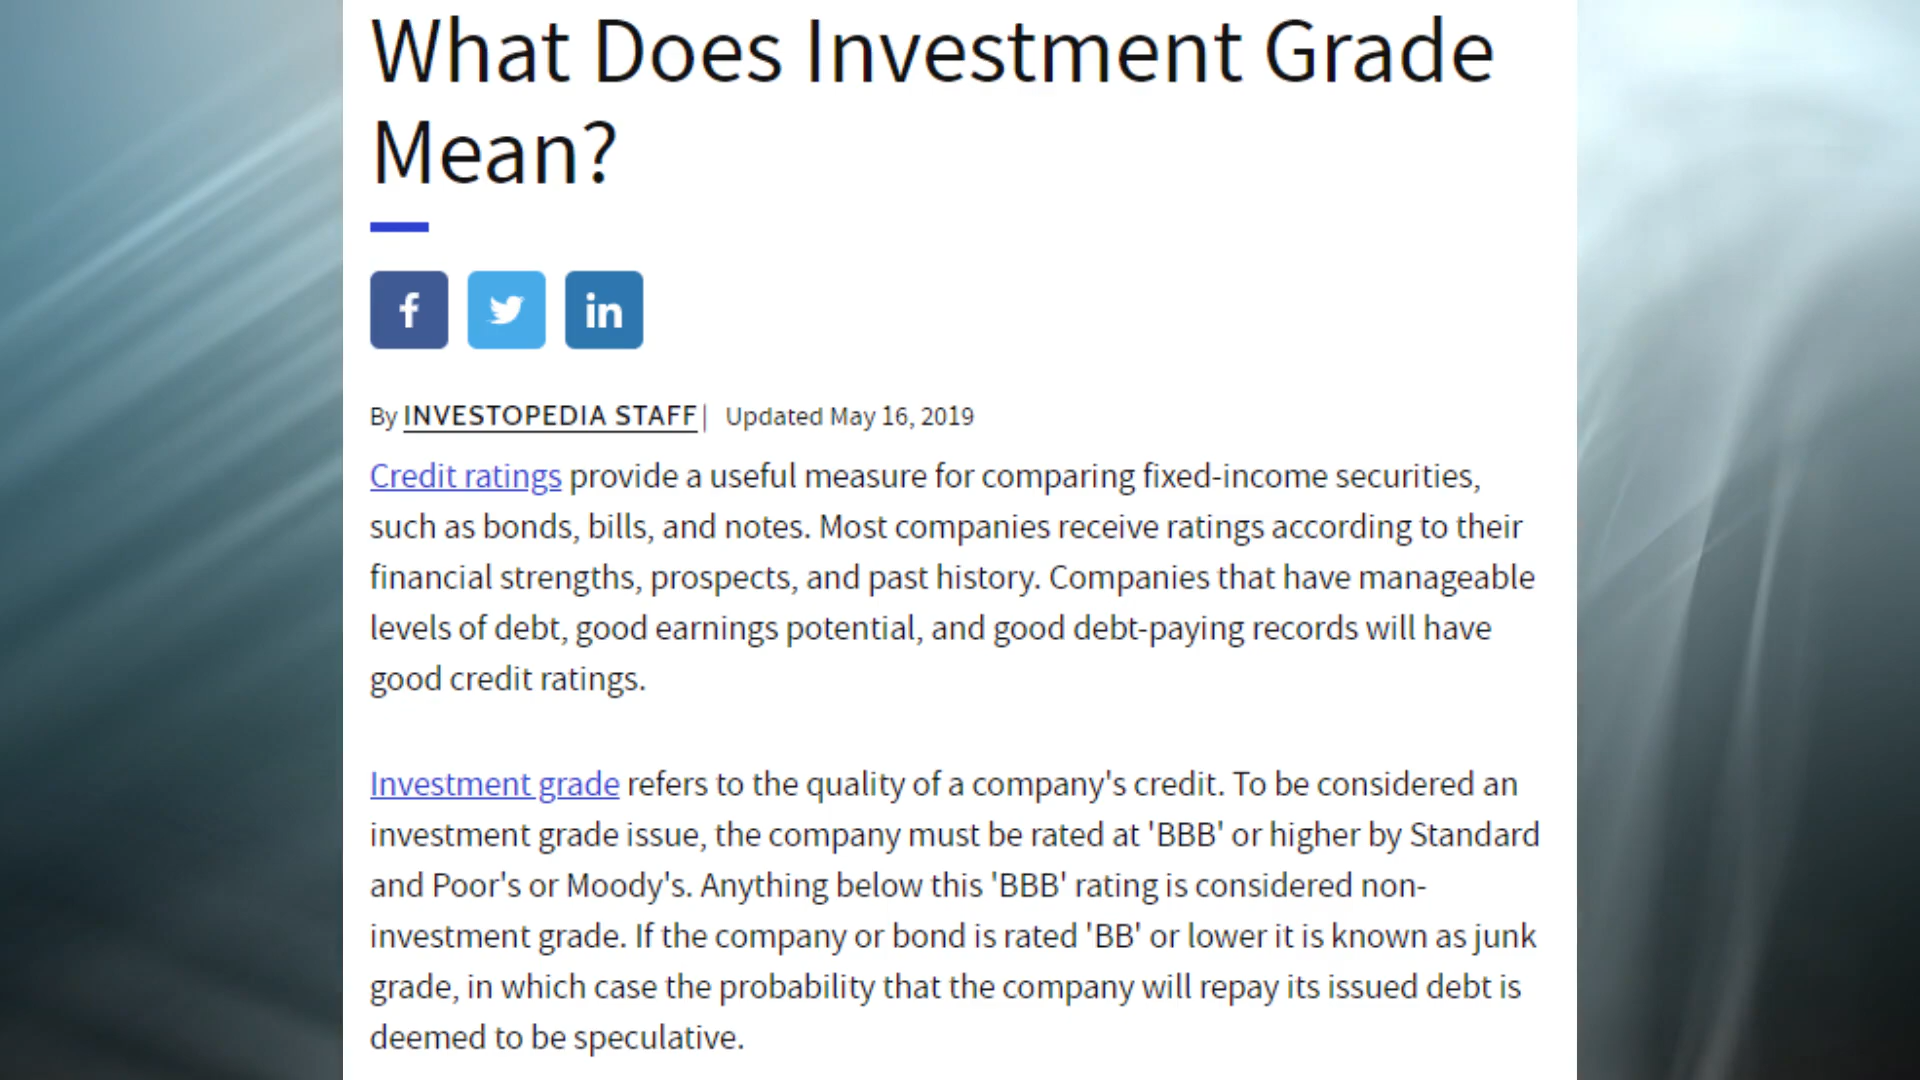 What Does Investment Grade
Mean?
f
in
By INVESTOPEDIA STAFF| Updated May 16, 2019
Credit ratings provide a useful measure for comparing fixed-income securities,
such as bonds, bills, and notes. Most companies receive ratings according to their
financial strengths, prospects, and past history. Companies that have manageable
levels of debt, good earnings potential, and good debt-paying records will have
good credit ratings.
Investment grade refers to the quality of a company's credit. To be considered an
investment grade issue, the company must be rated at 'BBB' or higher by Standard
and Poor's or Moody's. Anything below this 'BBB' rating is considered non-
investment grade. If the company or bond is rated 'BB' or lower it is known as junk
grade, in which case the probability that the company will repay its issued debt is
deemed to be speculative.